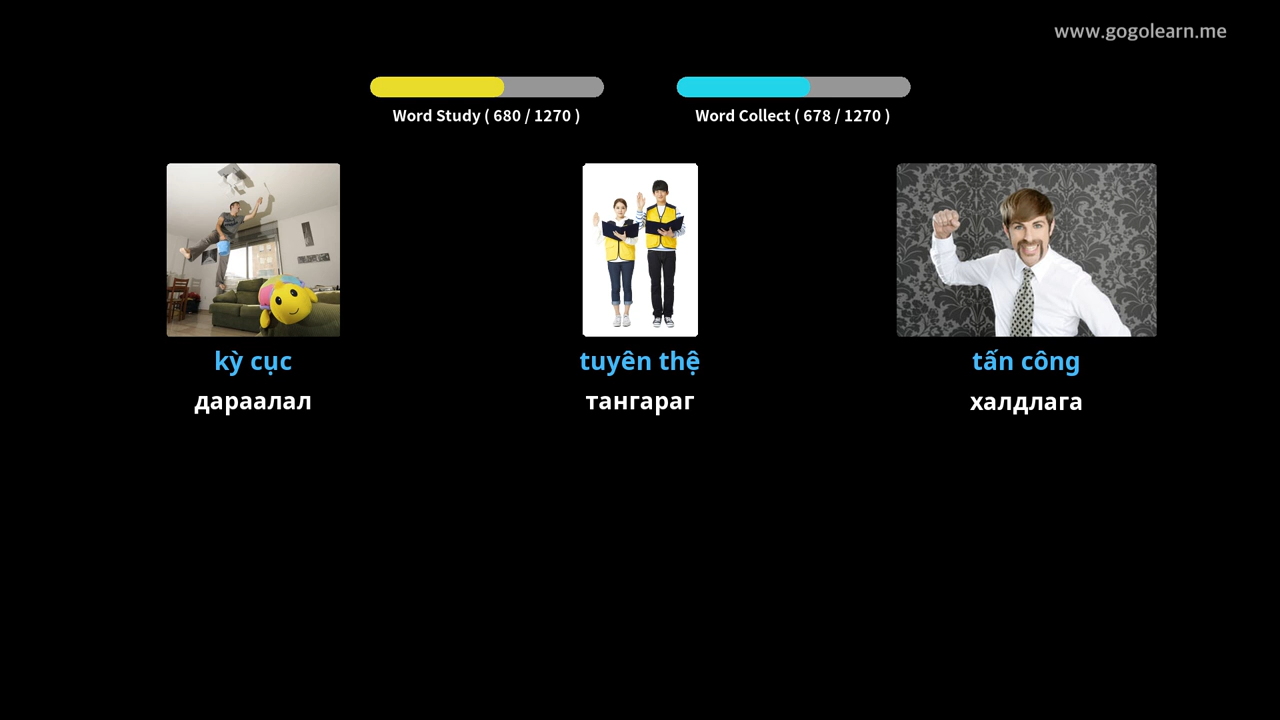 www.gogolearn.me
Word Study ( 680 / 1270 )
Word Collect ( 678 / 1270 )
kỳ cục
дараалал
tuyên thệ
тангараг
tấn công
халдлага